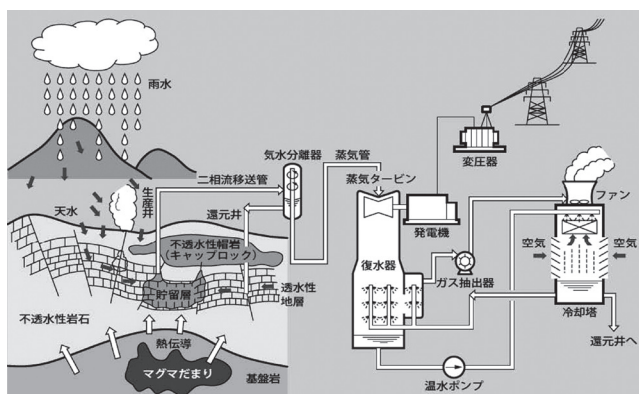 雨水
気水分離器
蒸気管
変圧器
二相流移送管
蒸気タービン
生産井
天水
還元井
発電機
ファン
不透水性帽岩
（キャップロック）
復水器
ガス抽出器
空気
空気
貯留層
透水性
地層
冷却塔
不透水性岩石
熱伝導
還元井へ
マグマだまり
基盤岩
温水ポンプ